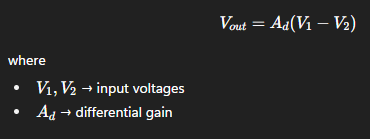 V_out = A_d(V_1 − V_2)
where
• V_1, V_2 → input voltages
• A_d → differential gain